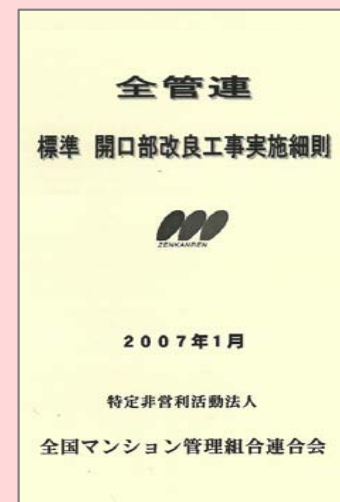 全管連
標準 開口部改良工事実施細則
ZENKANREN
2007年1月
特定非営利活動法人
全国マンション管理組合連合会